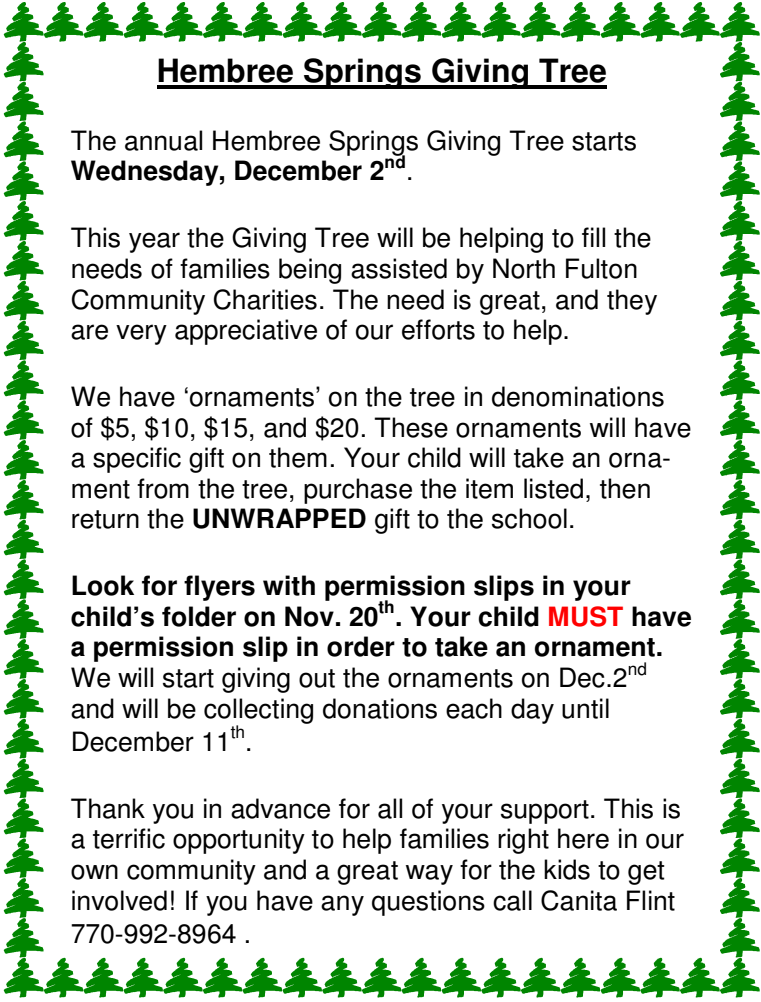 Hembree Springs Giving Tree
The annual Hembree Springs Giving Tree starts
Wednesday, December 2nd.
This year the Giving Tree will be helping to fill the
needs of families being assisted by North Fulton
Community Charities. The need is great, and they
are very appreciative of our efforts to help.
We have ‘ornaments’ on the tree in denominations
of $5, $10, $15, and $20. These ornaments will have
a specific gift on them. Your child will take an orna-
ment from the tree, purchase the item listed, then
return the UNWRAPPED gift to the school.
Look for flyers with permission slips in your
child’s folder on Nov. 20th. Your child MUST have
a permission slip in order to take an ornament.
We will start giving out the ornaments on Dec.2nd
and will be collecting donations each day until
December 11th.
Thank you in advance for all of your support. This is
a terrific opportunity to help families right here in our
own community and a great way for the kids to get
involved! If you have any questions call Canita Flint
770-992-8964 .